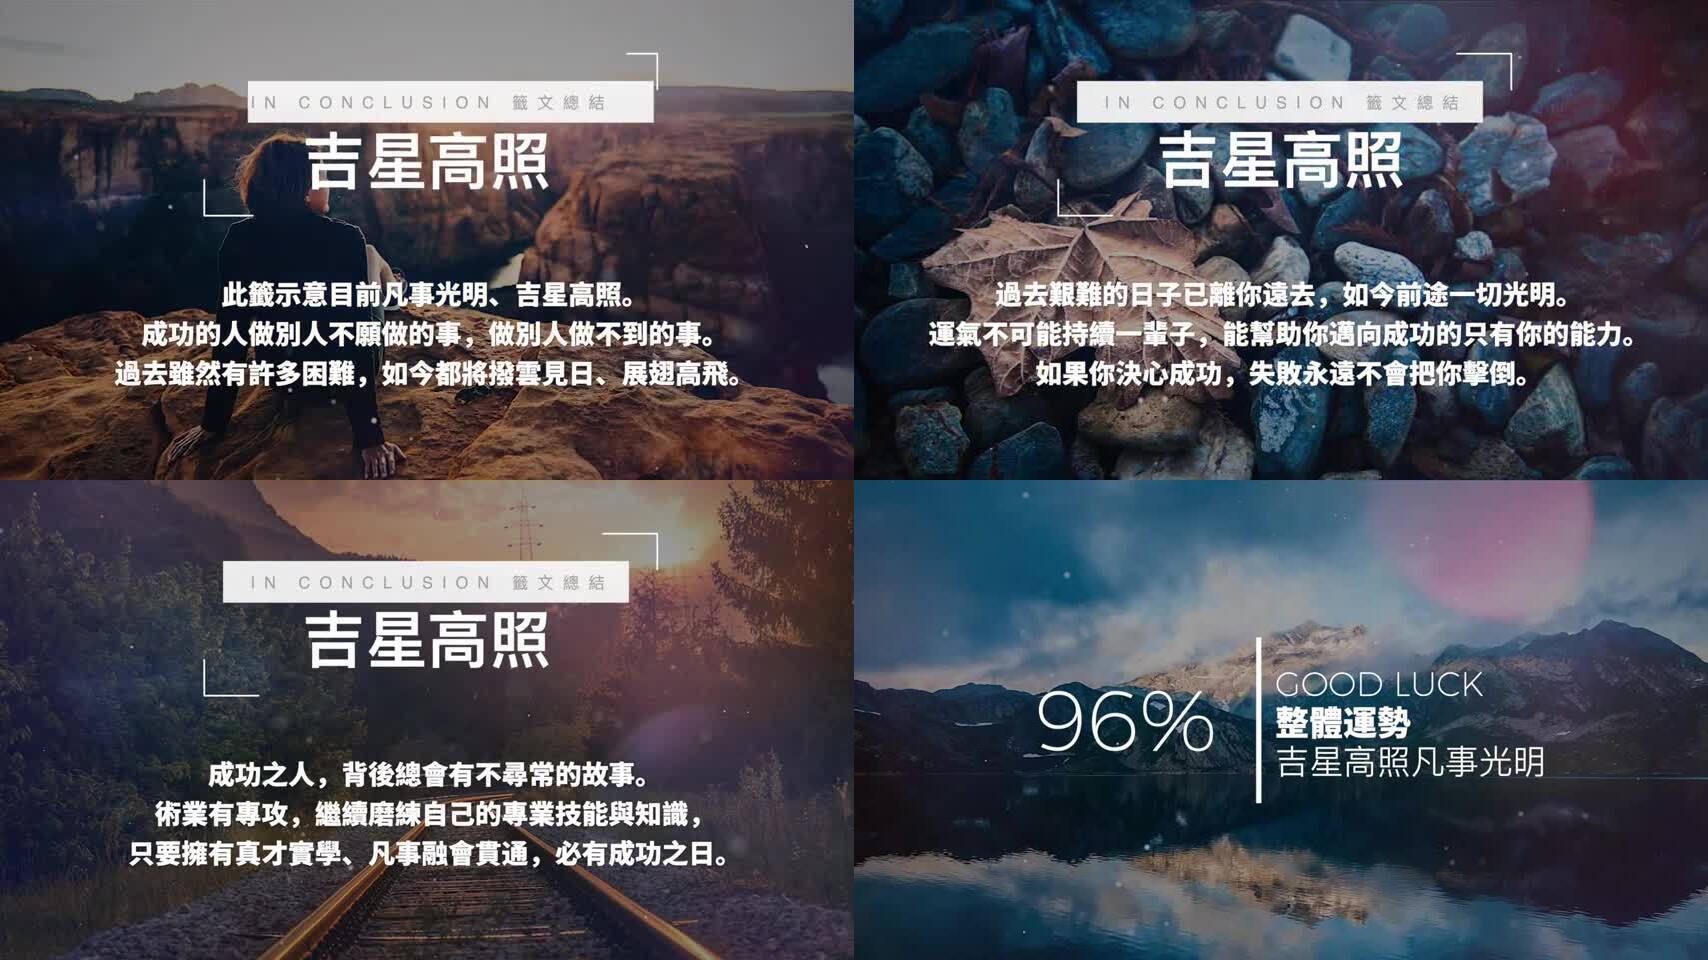 IN CONCLUSION 籤文總結
吉星高照
此籤示意目前凡事光明、吉星高照。
成功的人做別人不願做的事，做別人做不到的事。
過去雖然有許多困難，如今都將撥雲見日、展翅高飛。
IN CONCLUSION 籤文總結
吉星高照
過去艱難的日子已離你遠去，如今前途一切光明。
運氣不可能持續一輩子，能幫助你邁向成功的只有你的能力。
如果你決心成功，失敗永遠不會把你擊倒。
IN CONCLUSION 籤文總結
吉星高照
成功之人，背後總會有不尋常的故事。
術業有專攻，繼續磨練自己的專業技能與知識，
只要擁有真才實學、凡事融會貫通，必有成功之日。
96%
GOOD LUCK
整體運勢
吉星高照凡事光明